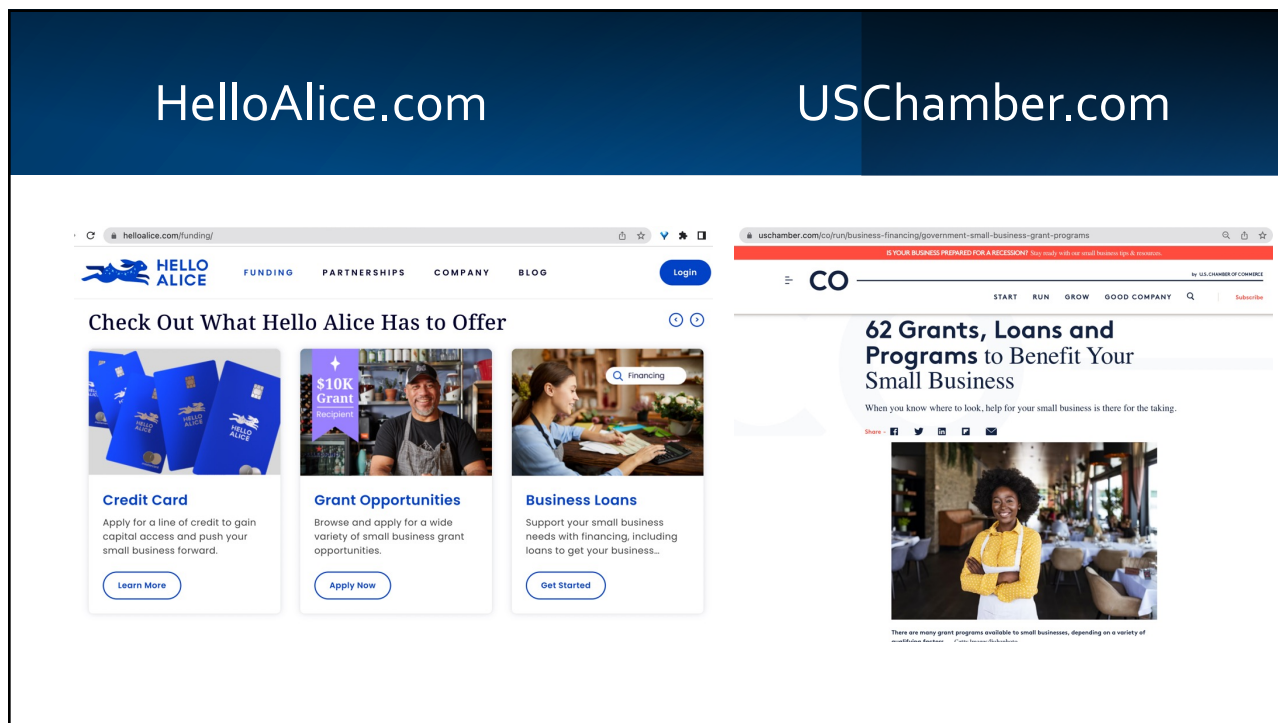 HelloAlice.com
USChamber.com
helloalice.com/funding/
HELLO
ALICE
FUNDING PARTNERSHIPS COMPANY BLOG
Login
Check Out What Hello Alice Has to Offer
HELLO
ALICE
HELLO
ALICE
HELLO
ALICE
Credit Card
Apply for a line of credit to gain
capital access and push your
small business forward.
Learn More
$10K
Grant
Recipient
Grant Opportunities
Browse and apply for a wide
variety of small business grant
opportunities.
Apply Now
Financing
Business Loans
Support your small business
needs with financing, including
loans to get your business...
Get Started
uschamber.com/co/run/business-financing/government-small-business-grant-programs
IS YOUR BUSINESS PREPARED FOR A RECESSION? Stay ready with our small business tips & resources.
CO
by U.S. CHAMBER OF COMMERCE
START RUN GROW GOOD COMPANY
Subscribe
62 Grants, Loans and
Programs to Benefit Your
Small Business
When you know where to look, help for your small business is there for the taking.
Share -
There are many grant programs available to small businesses, depending on a variety of